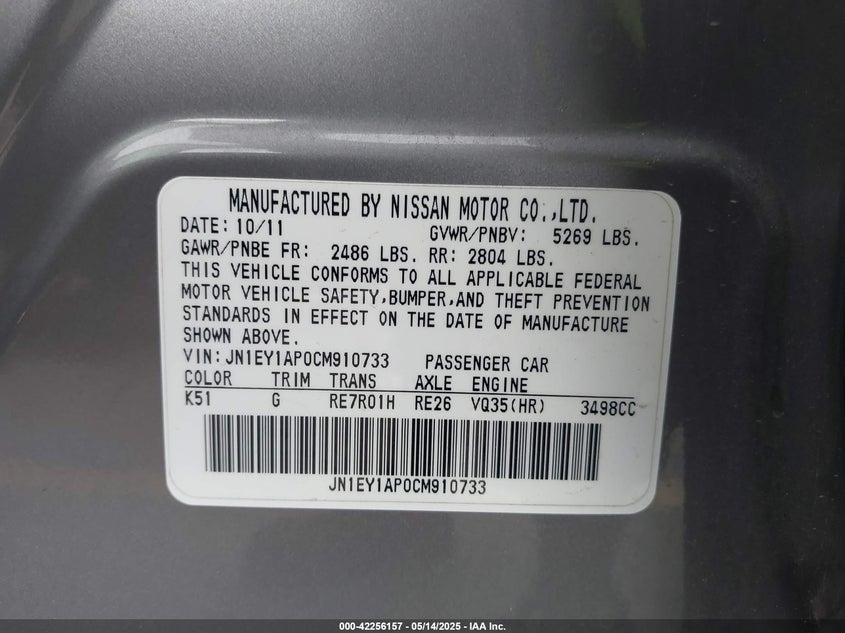 MANUFACTURED BY NISSAN MOTOR CO.,LTD.
DATE: 10/11 GVWR/PNBV: 5269 LBS.
GAWR/PNBE FR: 2486 LBS. RR: 2804 LBS.
THIS VEHICLE CONFORMS TO ALL APPLICABLE FEDERAL
MOTOR VEHICLE SAFETY,BUMPER,AND THEFT PREVENTION
STANDARDS IN EFFECT ON THE DATE OF MANUFACTURE
SHOWN ABOVE.
VIN: JN1EY1AP0CM910733 PASSENGER CAR
COLOR TRIM TRANS AXLE ENGINE
K51 G RE7R01H RE26 VQ35(HR) 3498CC
JN1EY1AP0CM910733
000-42256157 - 05/14/2025 - IAA Inc.